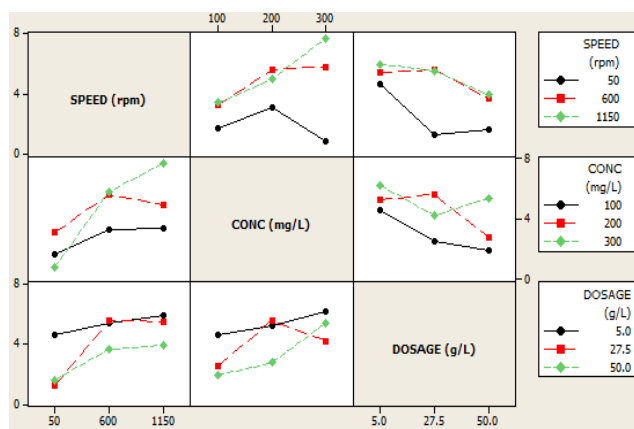 100 200 300
8
4
0
SPEED (rpm)
SPEED
(rpm)
50
600
1150
CONC (mg/L)
8
4
0
CONC
(mg/L)
100
200
300
8
4
0
DOSAGE (g/L)
DOSAGE
(g/L)
5.0
27.5
50.0
50 600 1150 5.0 27.5 50.0